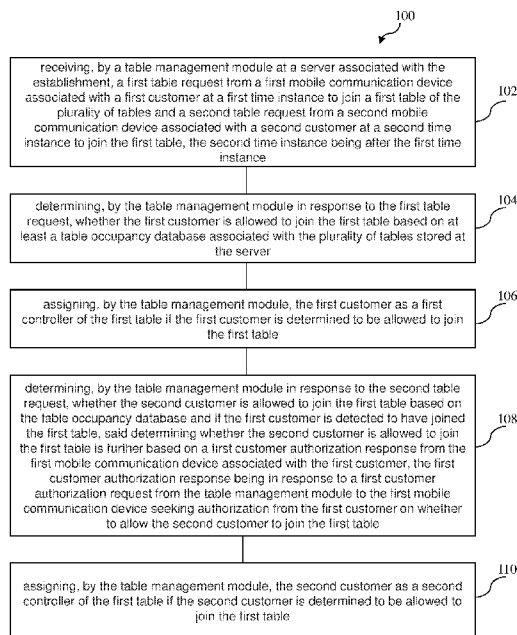 100
receiving, by a table management module at a server associated with the
establishment, a first table request from a first mobile communication device
associated with a first customer at a first time instance to join a first table of the
plurality of tables and a second table request from a second mobile
communication device associated with a second customer at a second time
instance to join the first table, the second time instance being after the first time
instance
102
determining, by the table management module in response to the first table
request, whether the first customer is allowed to join the first table based on at
least a table occupancy database associated with the plurality of tables stored at
the server
104
assigning, by the table management module, the first customer as a first
controller of the first table if the first customer is determined to be allowed to join
the first table
106
determining, by the table management module in response to the second table
request, whether the second customer is allowed to join the first table based on
the table occupancy database and if the first customer is detected to have joined
the first table, said determining whether the second customer is allowed to join
the first table is further based on a first customer authorization response from
the first mobile communication device associated with the first customer, the first
customer authorization response being in response to a first customer
authorization request from the table management module to the first mobile
communication device seeking authorization from the first customer on whether
to allow the second customer to join the first table
108
assigning, by the table management module, the second customer as a second
controller of the first table if the second customer is determined to be allowed to
join the first table
110